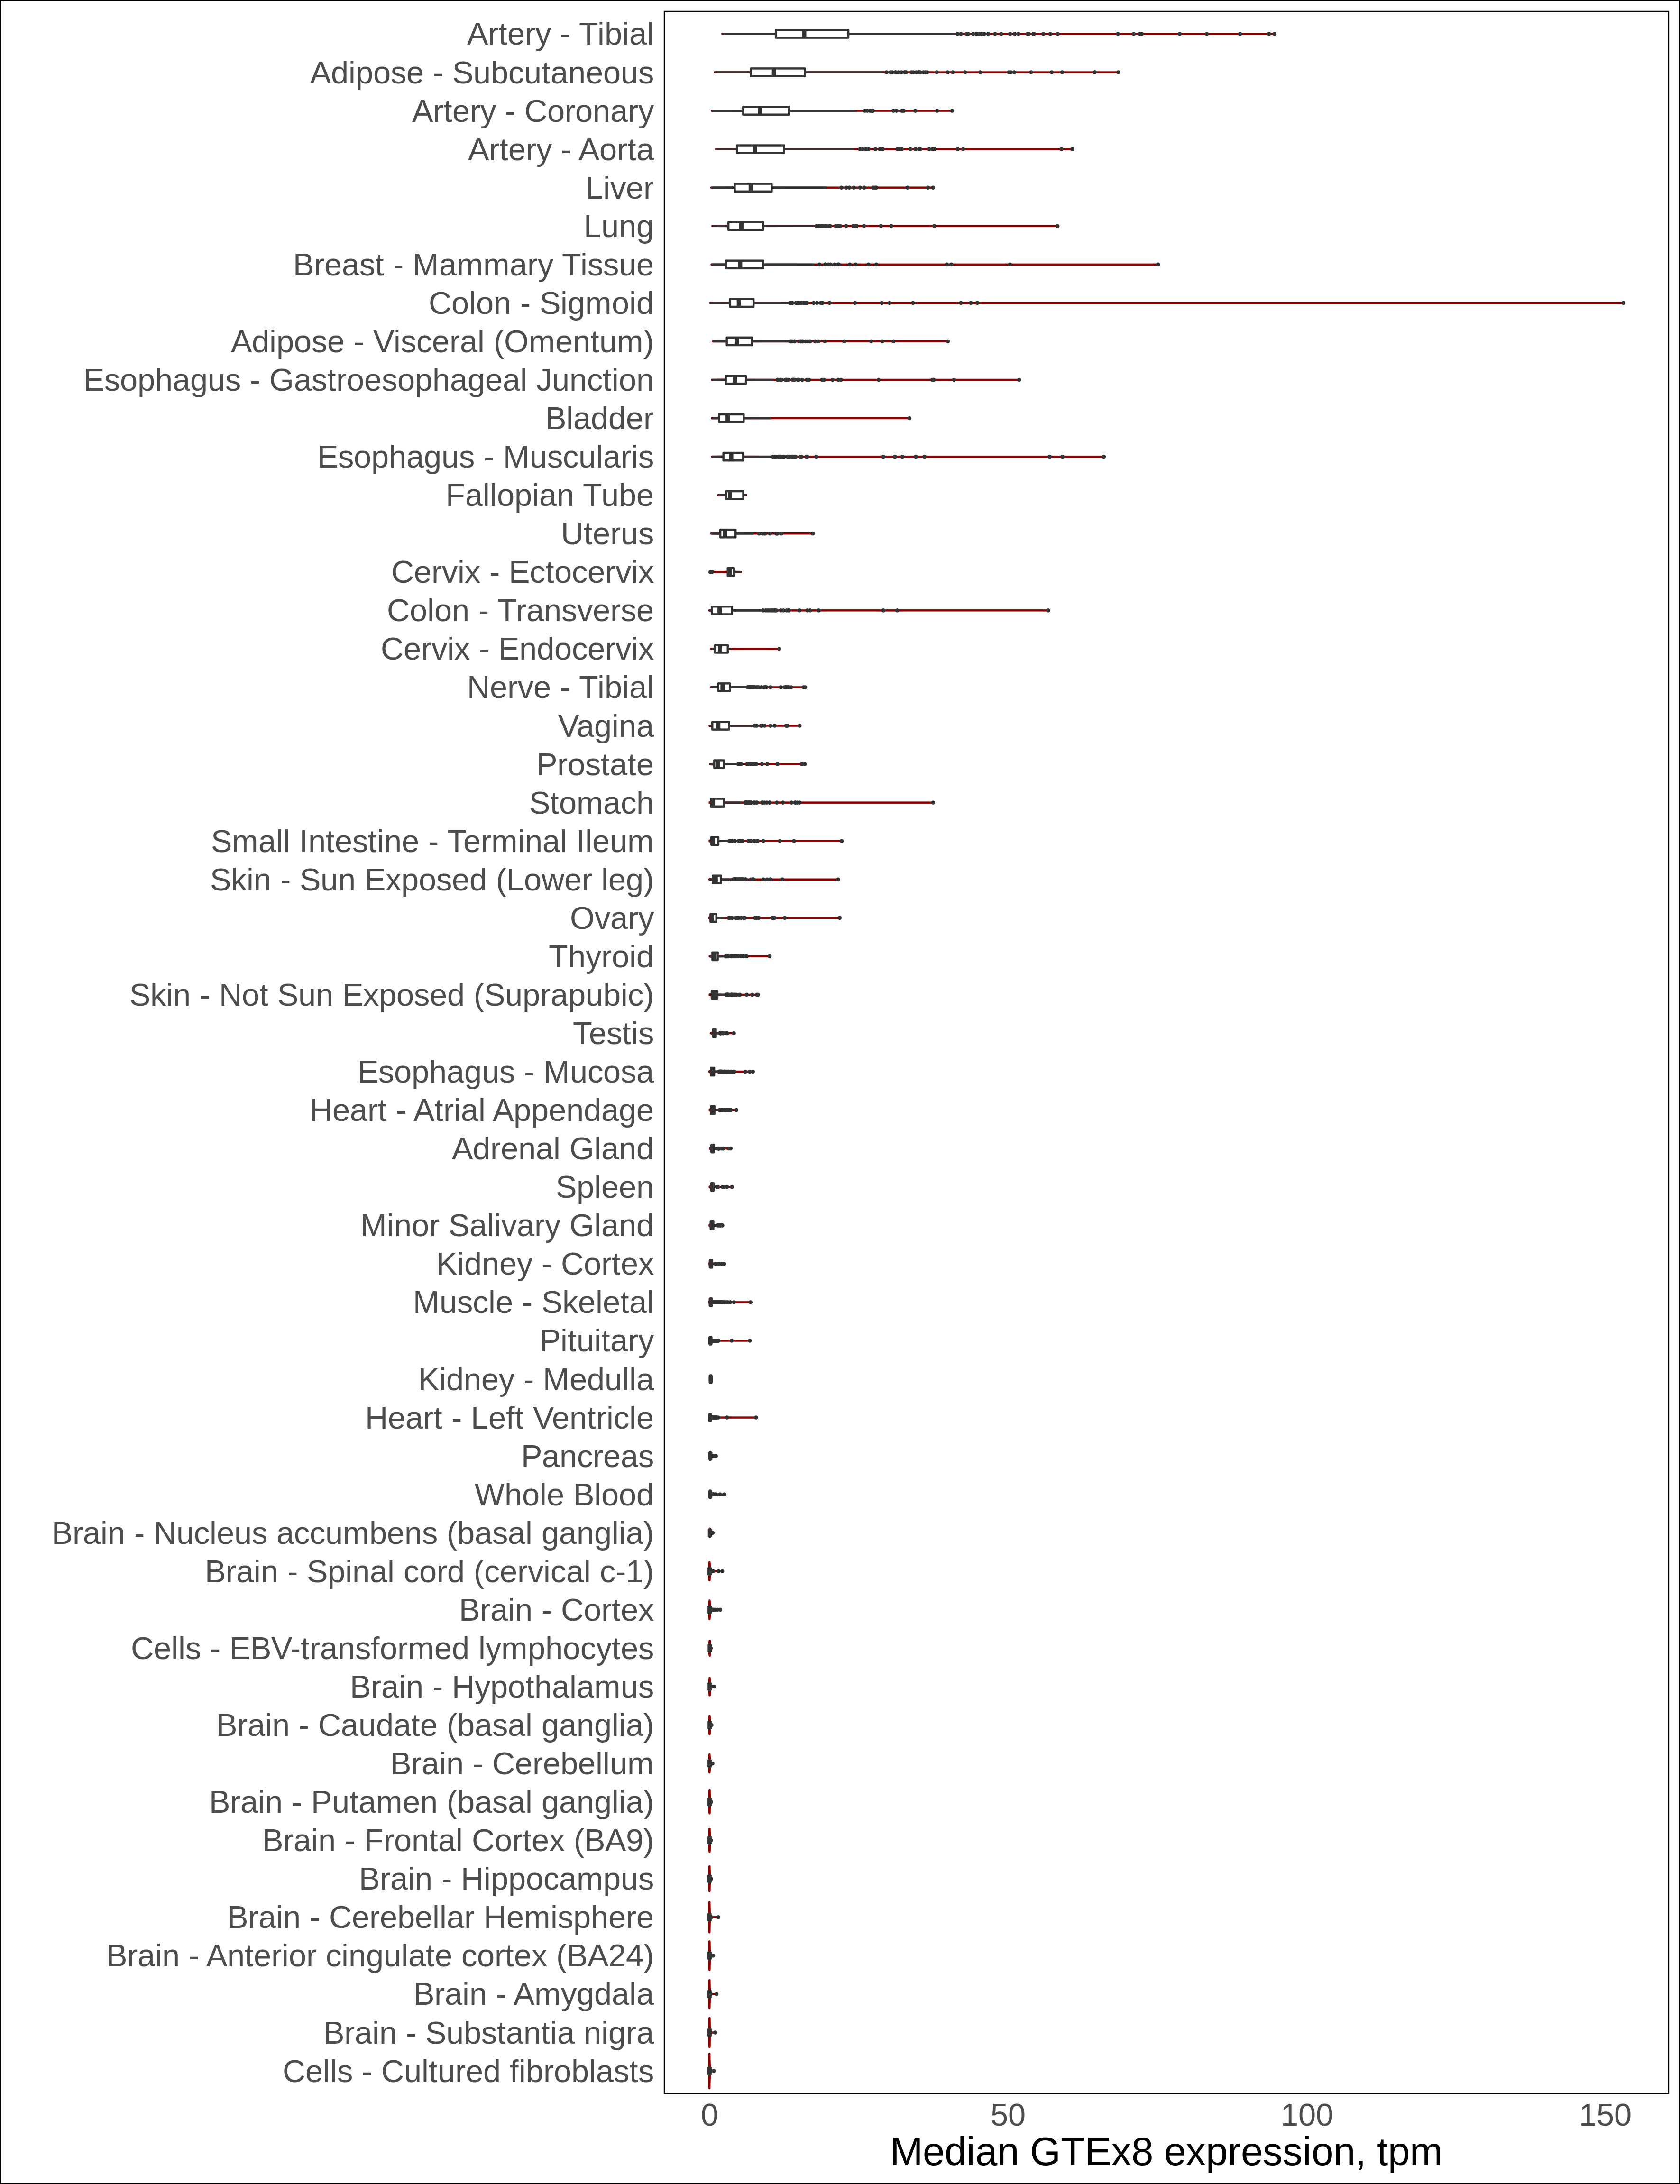 Artery - Tibial
Adipose - Subcutaneous
Artery - Coronary
Artery - Aorta
Liver
Lung
Breast - Mammary Tissue
Colon - Sigmoid
Adipose - Visceral (Omentum)
Esophagus - Gastroesophageal Junction
Bladder
Esophagus - Muscularis
Fallopian Tube
Uterus
Cervix - Ectocervix
Colon - Transverse
Cervix - Endocervix
Nerve - Tibial
Vagina
Prostate
Stomach
Small Intestine - Terminal Ileum
Skin - Sun Exposed (Lower leg)
Ovary
Thyroid
Skin - Not Sun Exposed (Suprapubic)
Testis
Esophagus - Mucosa
Heart - Atrial Appendage
Adrenal Gland
Spleen
Minor Salivary Gland
Kidney - Cortex
Muscle - Skeletal
Pituitary
Kidney - Medulla
Heart - Left Ventricle
Pancreas
Whole Blood
Brain - Nucleus accumbens (basal ganglia)
Brain - Spinal cord (cervical c-1)
Brain - Cortex
Cells - EBV-transformed lymphocytes
Brain - Hypothalamus
Brain - Caudate (basal ganglia)
Brain - Cerebellum
Brain - Putamen (basal ganglia)
Brain - Frontal Cortex (BA9)
Brain - Hippocampus
Brain - Cerebellar Hemisphere
Brain - Anterior cingulate cortex (BA24)
Brain - Amygdala
Brain - Substantia nigra
Cells - Cultured fibroblasts
0 50 100 150
Median GTEx8 expression, tpm